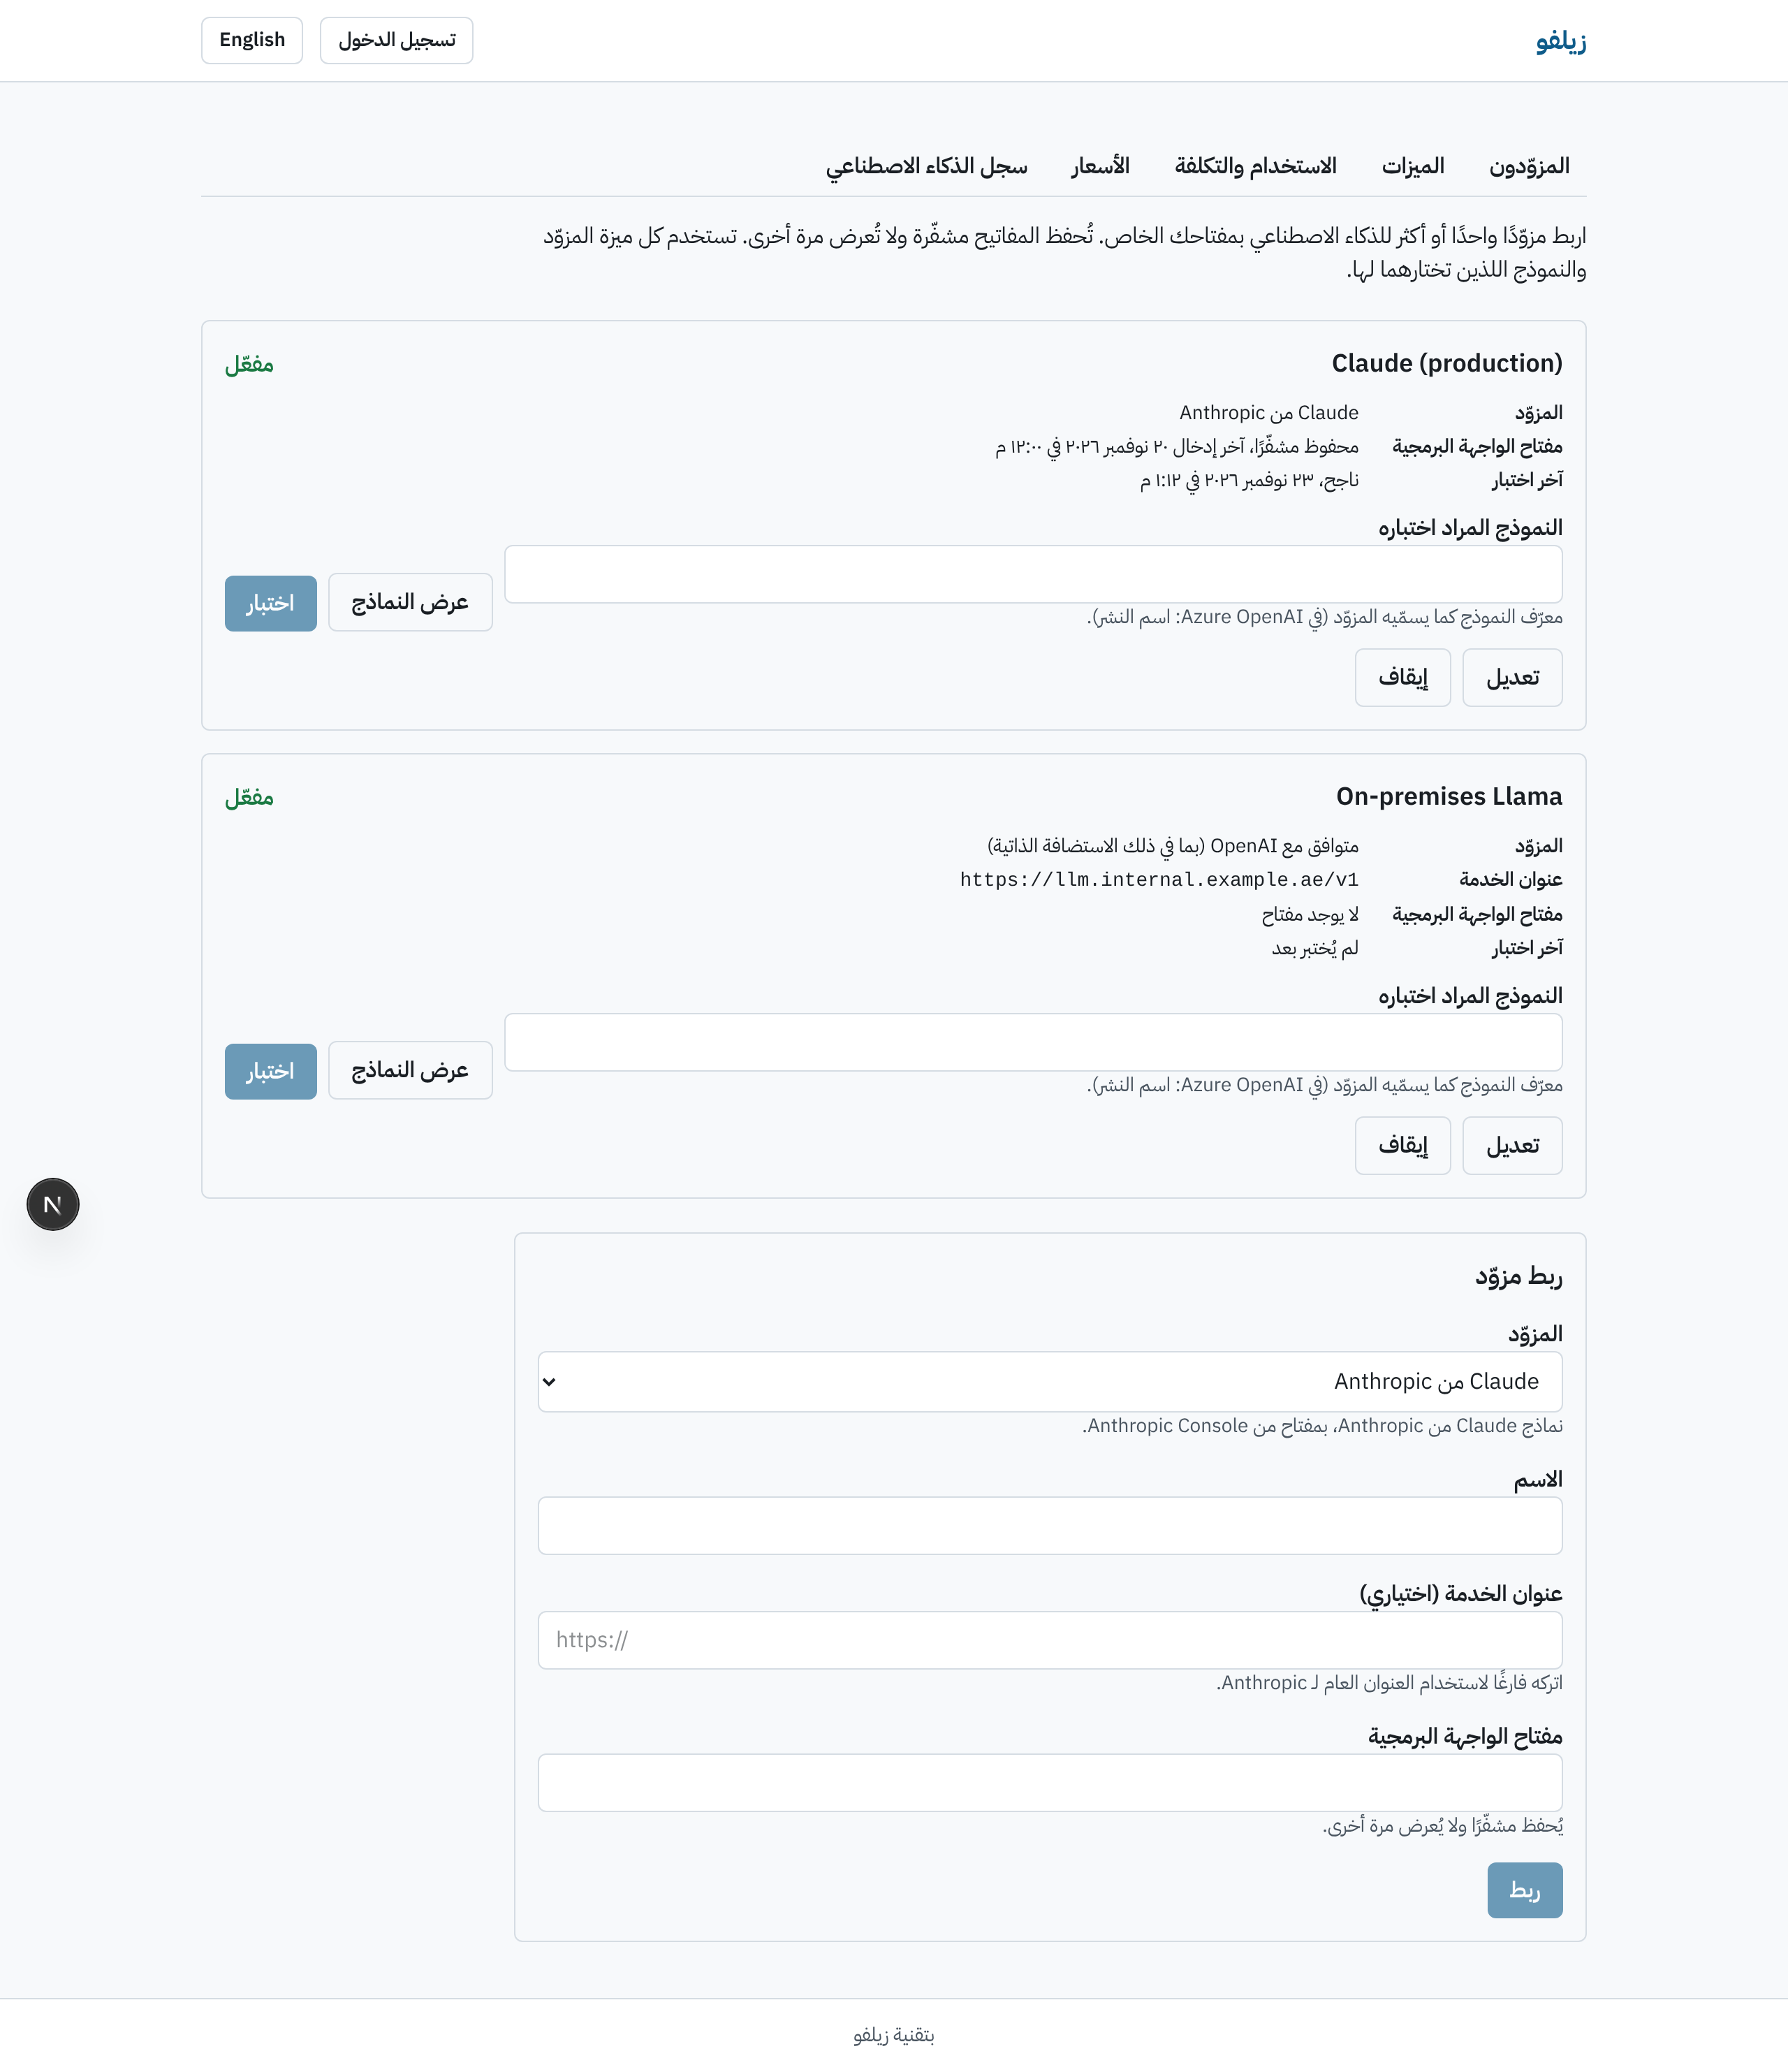 زيلفو
تسجيل الدخول
English
المزوّدون
الميزات
الاستخدام والتكلفة
الأسعار
سجل الذكاء الاصطناعي
اربط مزوّدًا واحدًا أو أكثر للذكاء الاصطناعي بمفتاحك الخاص. تُحفظ المفاتيح مشفّرة ولا تُعرض مرة أخرى. تستخدم كل ميزة المزوّد
والنموذج اللذين تختارهما لها.
Claude (production)
مفعّل
المزوّد
Claude من Anthropic
مفتاح الواجهة البرمجية
محفوظ مشفّرًا، آخر إدخال ٢٠ نوفمبر ٢٠٢٦ في ١٢:٠٠ م
آخر اختبار
ناجح، ٢٣ نوفمبر ٢٠٢٦ في ١:١٢ م
النموذج المراد اختباره
عرض النماذج
اختبار
معرّف النموذج كما يسمّيه المزوّد (في Azure OpenAI: اسم النشر).
تعديل
إيقاف
On-premises Llama
مفعّل
المزوّد
متوافق مع OpenAI (بما في ذلك الاستضافة الذاتية)
عنوان الخدمة
https://llm.internal.example.ae/v1
مفتاح الواجهة البرمجية
لا يوجد مفتاح
آخر اختبار
لم يُختبر بعد
النموذج المراد اختباره
عرض النماذج
اختبار
معرّف النموذج كما يسمّيه المزوّد (في Azure OpenAI: اسم النشر).
تعديل
إيقاف
N
ربط مزوّد
المزوّد
Claude من Anthropic
نماذج Claude من Anthropic، بمفتاح من Anthropic Console.
الاسم
عنوان الخدمة (اختياري)
https://
اتركه فارغًا لاستخدام العنوان العام لـ Anthropic.
مفتاح الواجهة البرمجية
يُحفظ مشفّرًا ولا يُعرض مرة أخرى.
ربط
بتقنية زيلفو